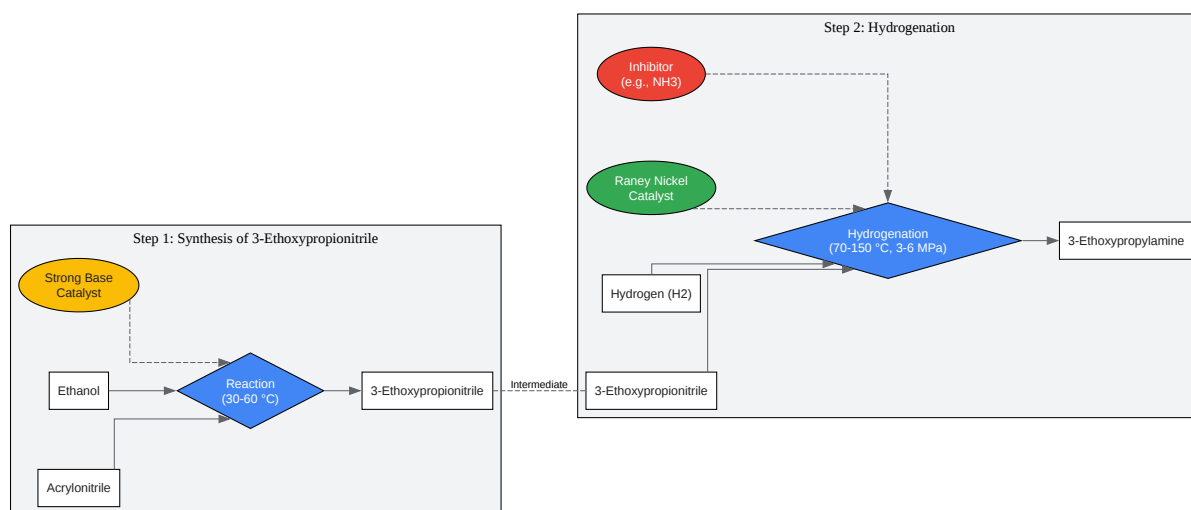 Step 2: Hydrogenation
Inhibitor
(e.g., NH3)
Raney Nickel
Catalyst
Hydrogenation
(70-150 °C, 3-6 MPa)
3-Ethoxypropylamine
Hydrogen (H2)
3-Ethoxypropionitrile
Step 1: Synthesis of 3-Ethoxypropionitrile
Strong Base
Catalyst
Ethanol
Reaction
(30-60 °C)
3-Ethoxypropionitrile
Intermediate
Acrylonitrile